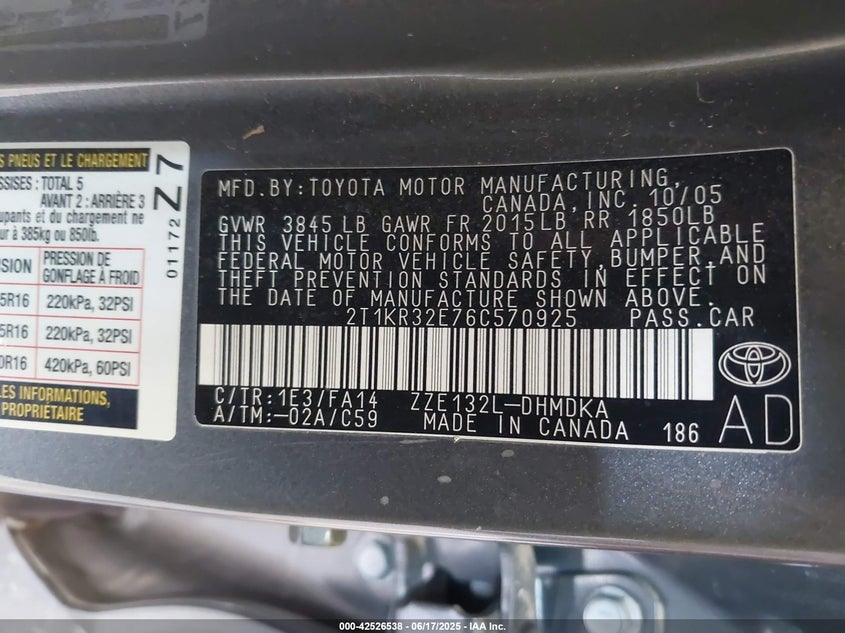 S PNEUS ET LE CHARGEMENT
SSISES : TOTAL 5
AVANT 2 : ARRIÈRE 3
upants et du chargement ne
ur à 385kg ou 850lb.
NSION PRESSION DE
GONFLAGE À FROID
5R16 220kPa, 32PSI
5R16 220kPa, 32PSI
0R16 420kPa, 60PSI
IE SEE OWNER'S
PROPRIÉTAIRE
01172 Z7
MFD.BY:TOYOTA MOTOR MANUFACTURING,
CANADA, INC. 10/05
GVWR 3845 LB GAWR FR 2015LB, RR 1850LB
THIS VEHICLE CONFORMS TO ALL APPLICABLE
FEDERAL MOTOR VEHICLE SAFETY, BUMPER, AND
THEFT PREVENTION STANDARDS IN EFFECT ON
THE DATE OF MANUFACTURE SHOWN ABOVE.
2T1KR32E76C570925 PASS.CAR
C/TR:1E3/FA14 ZZE132L-DHMDKA
A/TM:-02A/C59 MADE IN CANADA 186 AD
000-42526538 - 06/17/2025 - IAA Inc.